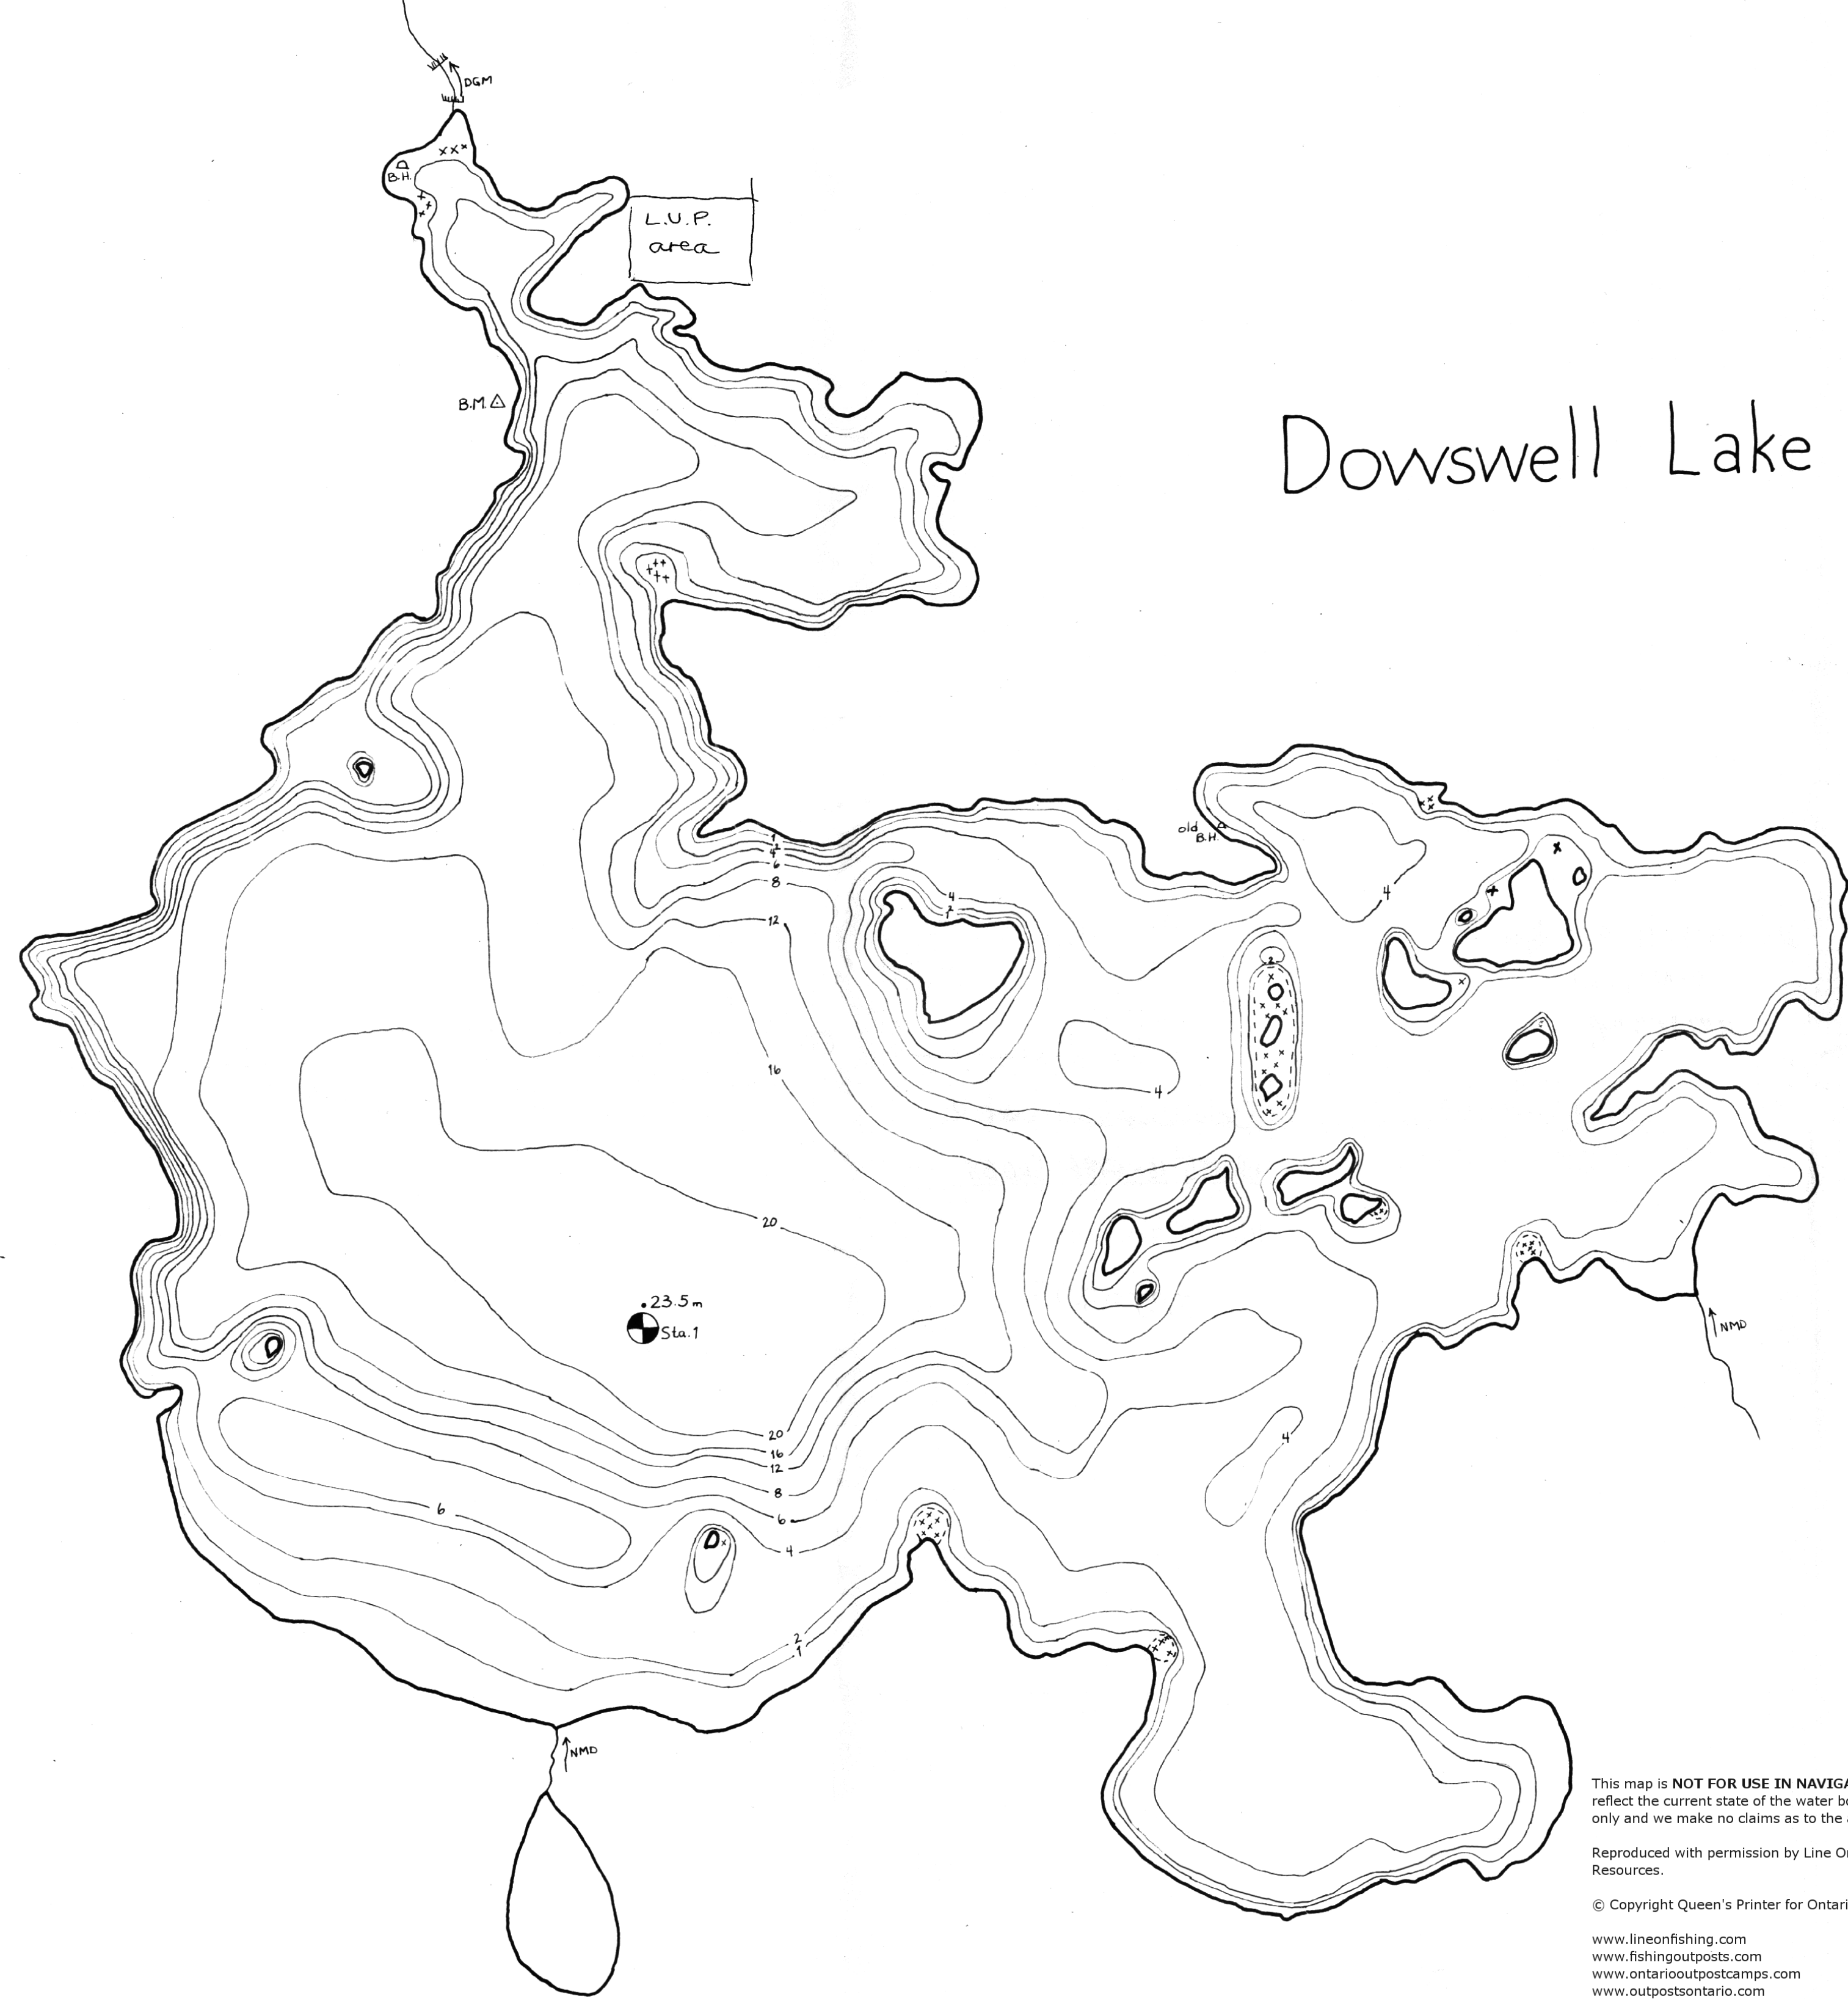 DGM
B.H.
L.U.P.
area
B.M.
Dowswell Lake
old
B.H.
1
2
4
6
8
12
4
2
1
4
2
16
4
20
23.5 m
Sta.1
NMD
20
16
12
8
6
4
6
4
2
1
NMD
This map is NOT FOR USE IN NAVIGA
reflect the current state of the water bo
only and we make no claims as to the
Reproduced with permission by Line O
Resources.
© Copyright Queen's Printer for Ontari
www.lineonfishing.com
www.fishingoutposts.com
www.ontariooutpostcamps.com
www.outpostsontario.com